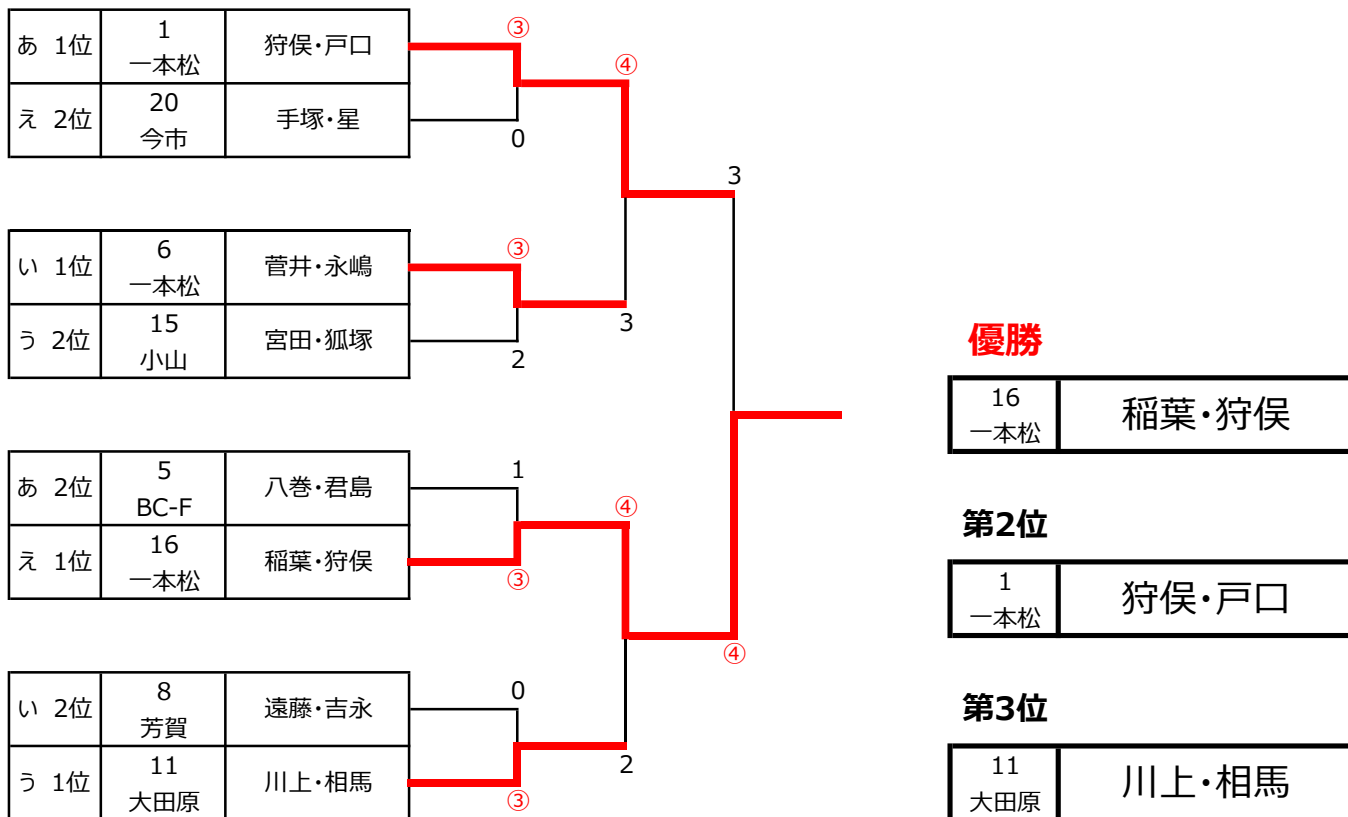 ③
あ 1位 1 一本松 狩俣・戸口
④
え 2位 20 今市 手塚・星
0
3
③
い 1位 6 一本松 菅井・永嶋
3
う 2位 15 小山 宮田・狐塚
2
優勝
16 一本松 稲葉・狩俣
1
あ 2位 5 BC-F 八巻・君島
④
え 1位 16 一本松 稲葉・狩俣
③
第2位
1 一本松 狩俣・戸口
④
0
い 2位 8 芳賀 遠藤・吉永
2
う 1位 11 大田原 川上・相馬
③
第3位
11 大田原 川上・相馬